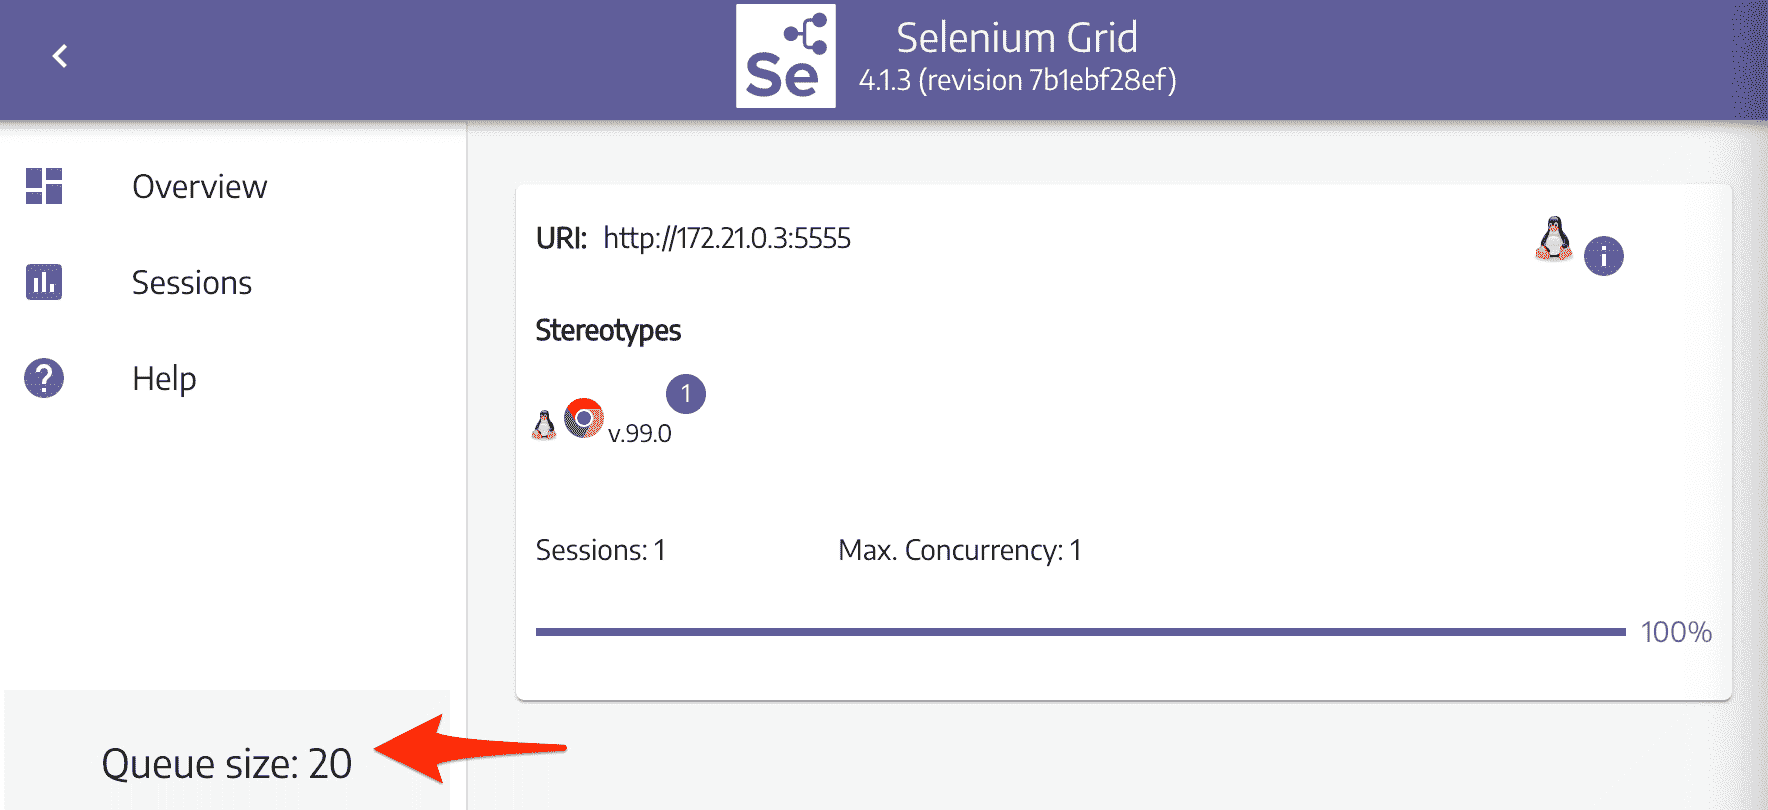 Se
Selenium Grid
4.1.3 (revision 7b1ebf28ef)
Overview
Sessions
Help
Queue size: 20
URI: http://172.21.0.3:5555
i
Stereotypes
v.99.0
1
Sessions: 1
Max. Concurrency: 1
100%